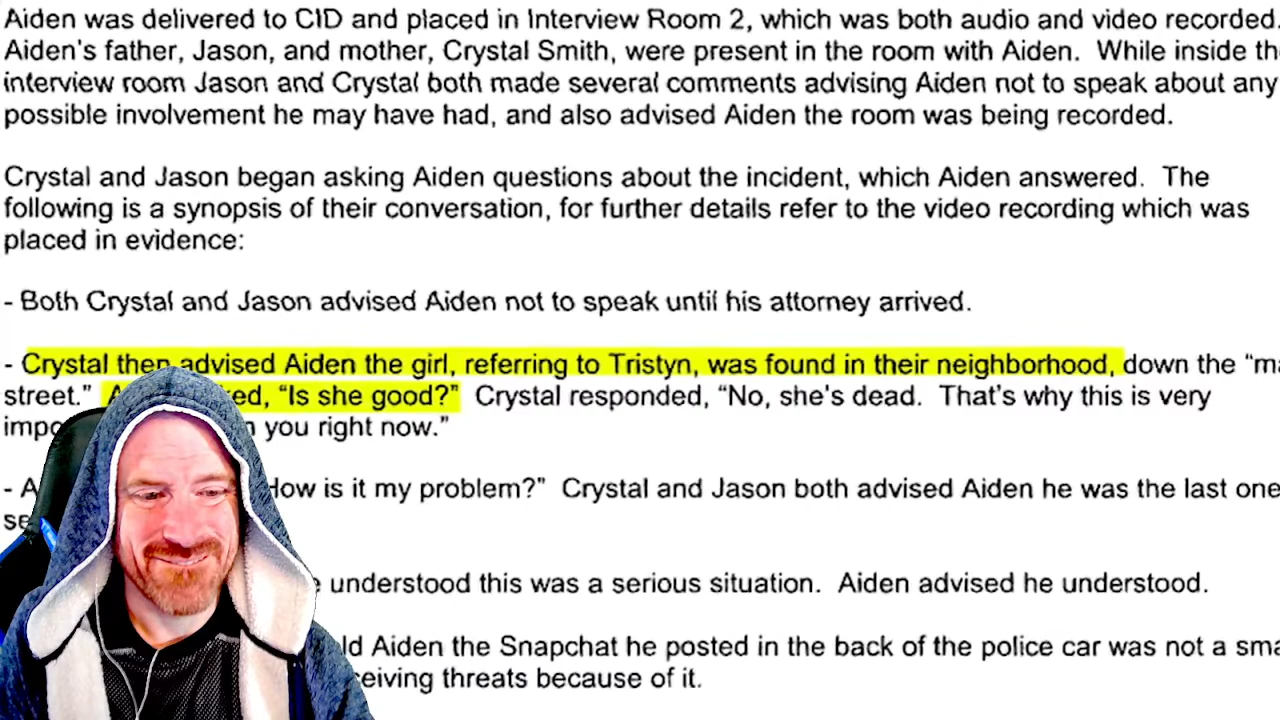 Aiden was delivered to CID and placed in Interview Room 2, which was both audio and video recorded.
Aiden's father, Jason, and mother, Crystal Smith, were present in the room with Aiden. While inside th
interview room Jason and Crystal both made several comments advising Aiden not to speak about any
possible involvement he may have had, and also advised Aiden the room was being recorded.
Crystal and Jason began asking Aiden questions about the incident, which Aiden answered. The
following is a synopsis of their conversation, for further details refer to the video recording which was
placed in evidence:
- Both Crystal and Jason advised Aiden not to speak until his attorney arrived.
- Crystal then advised Aiden the girl, referring to Tristyn, was found in their neighborhood, down the “ma
street.” “Is she good?” Crystal responded, “No, she's dead. That's why this is very
you right now.”
How is it my problem?” Crystal and Jason both advised Aiden he was the last one
understood this was a serious situation. Aiden advised he understood.
Aiden the Snapchat he posted in the back of the police car was not a sma
threats because of it.